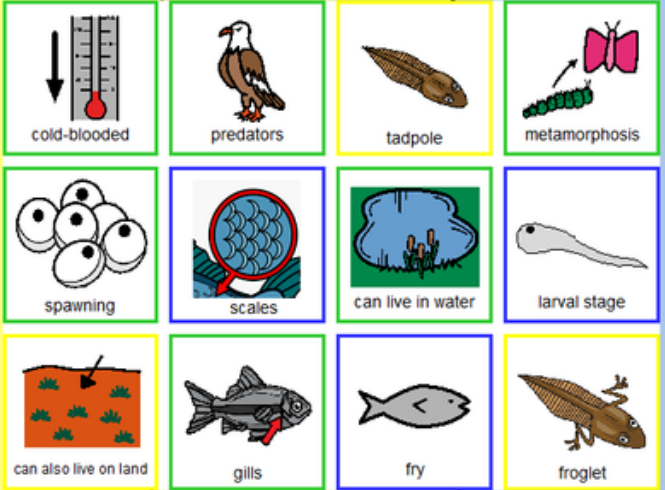 cold-blooded
predators
tadpole
metamorphosis
spawning
scales
can live in water
larval stage
can also live on land
gills
fry
froglet